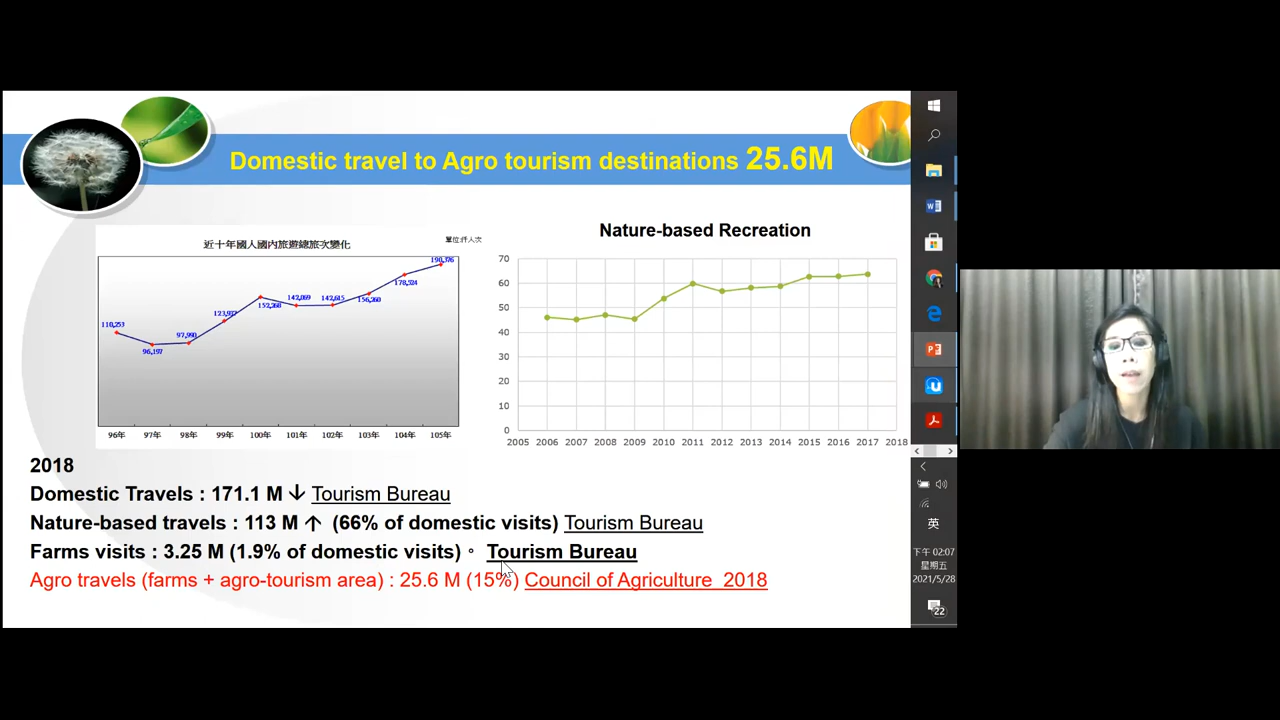 Domestic travel to Agro tourism destinations 25.6M
近十年國人國內旅遊總旅次變化
單位:仟人次
110,253
96,197
97,990
123,937
152,268
142,069
142,615
156,260
178,524
190,376
96年 97年 98年 99年 100年 101年 102年 103年 104年 105年
Nature-based Recreation
70
60
50
40
30
20
10
0
2005 2006 2007 2008 2009 2010 2011 2012 2013 2014 2015 2016 2017 2018
2018
Domestic Travels : 171.1 M ↓ Tourism Bureau
Nature-based travels : 113 M ↑ (66% of domestic visits) Tourism Bureau
Farms visits : 3.25 M (1.9% of domestic visits) 。 Tourism Bureau
Agro travels (farms + agro-tourism area) : 25.6 M (15%) Council of Agriculture 2018
英
下午 02:07
星期五
2021/5/28
22